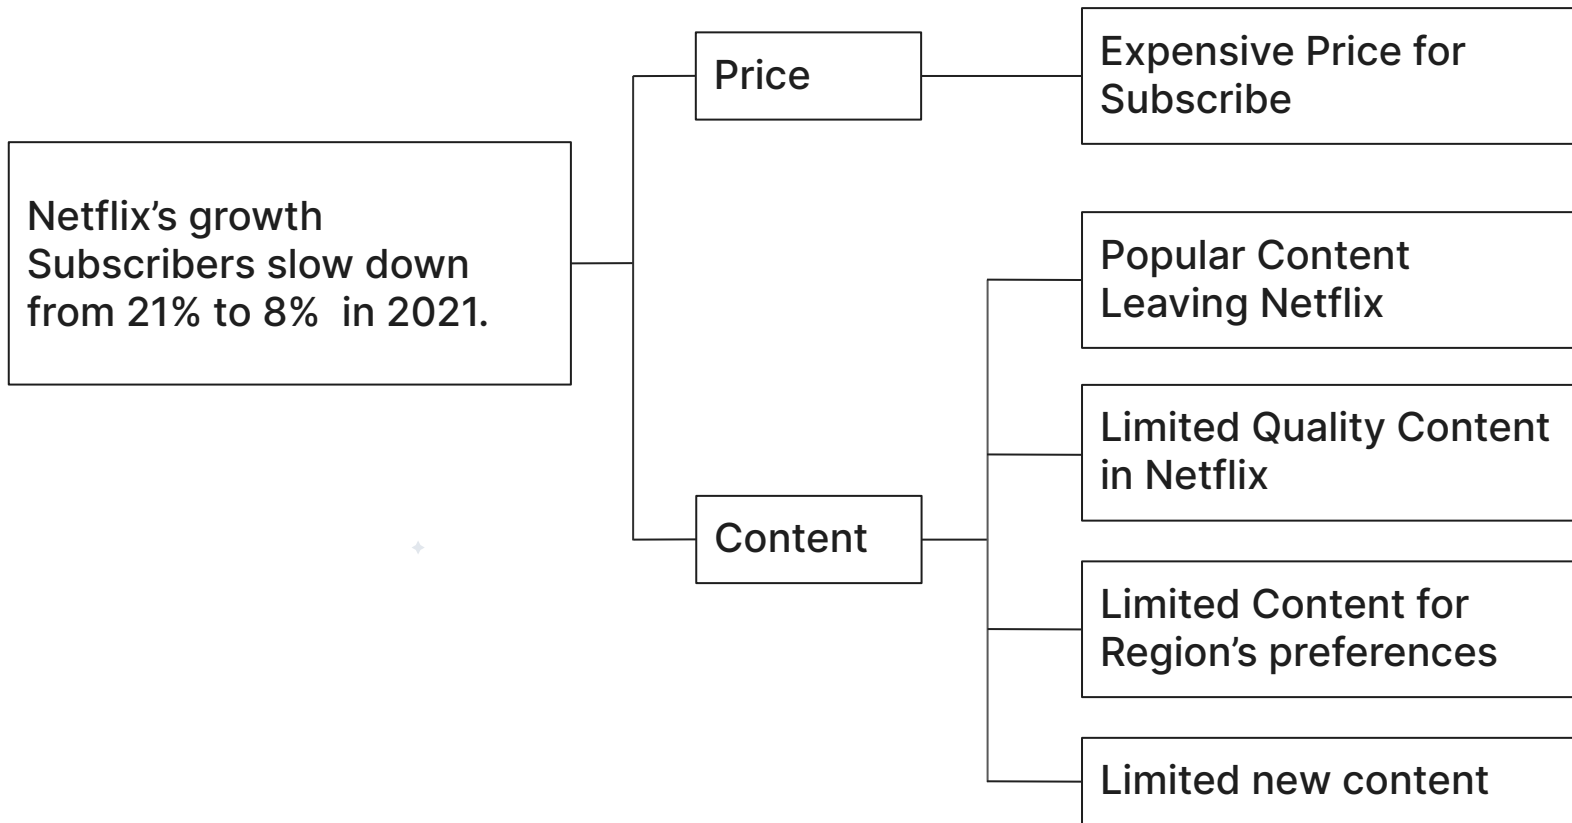 Price
Expensive Price for
Subscribe
Netflix’s growth
Subscribers slow down
from 21% to 8%  in 2021.
Popular Content
Leaving Netflix
Limited Quality Content
in Netflix
Content
Limited Content for
Region’s preferences
Limited new content